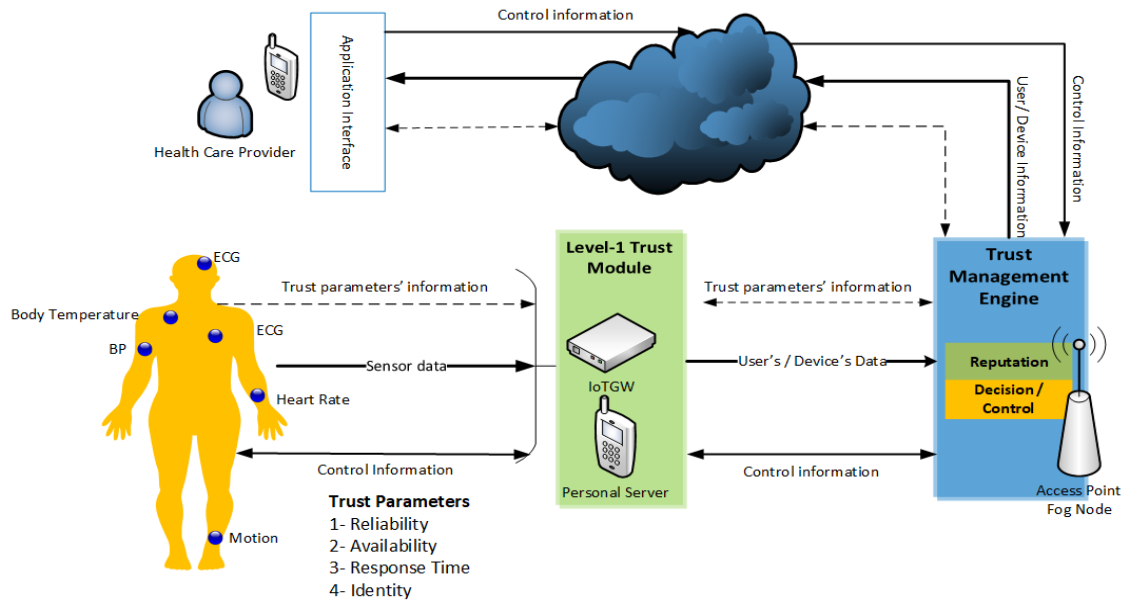 Control information
Application Interface
Health Care Provider
User/ Device Information
Control Information
ECG
Body Temperature
ECG
BP
Heart Rate
Motion
Trust parameters' information
Sensor data
Control Information
Level-1 Trust
Module
IoTGW
Personal Server
Trust parameters' information
User's / Device's Data
Control information
Trust
Management
Engine
Reputation
Decision /
Control
Access Point
Fog Node
Trust Parameters
1- Reliability
2- Availability
3- Response Time
4- Identity